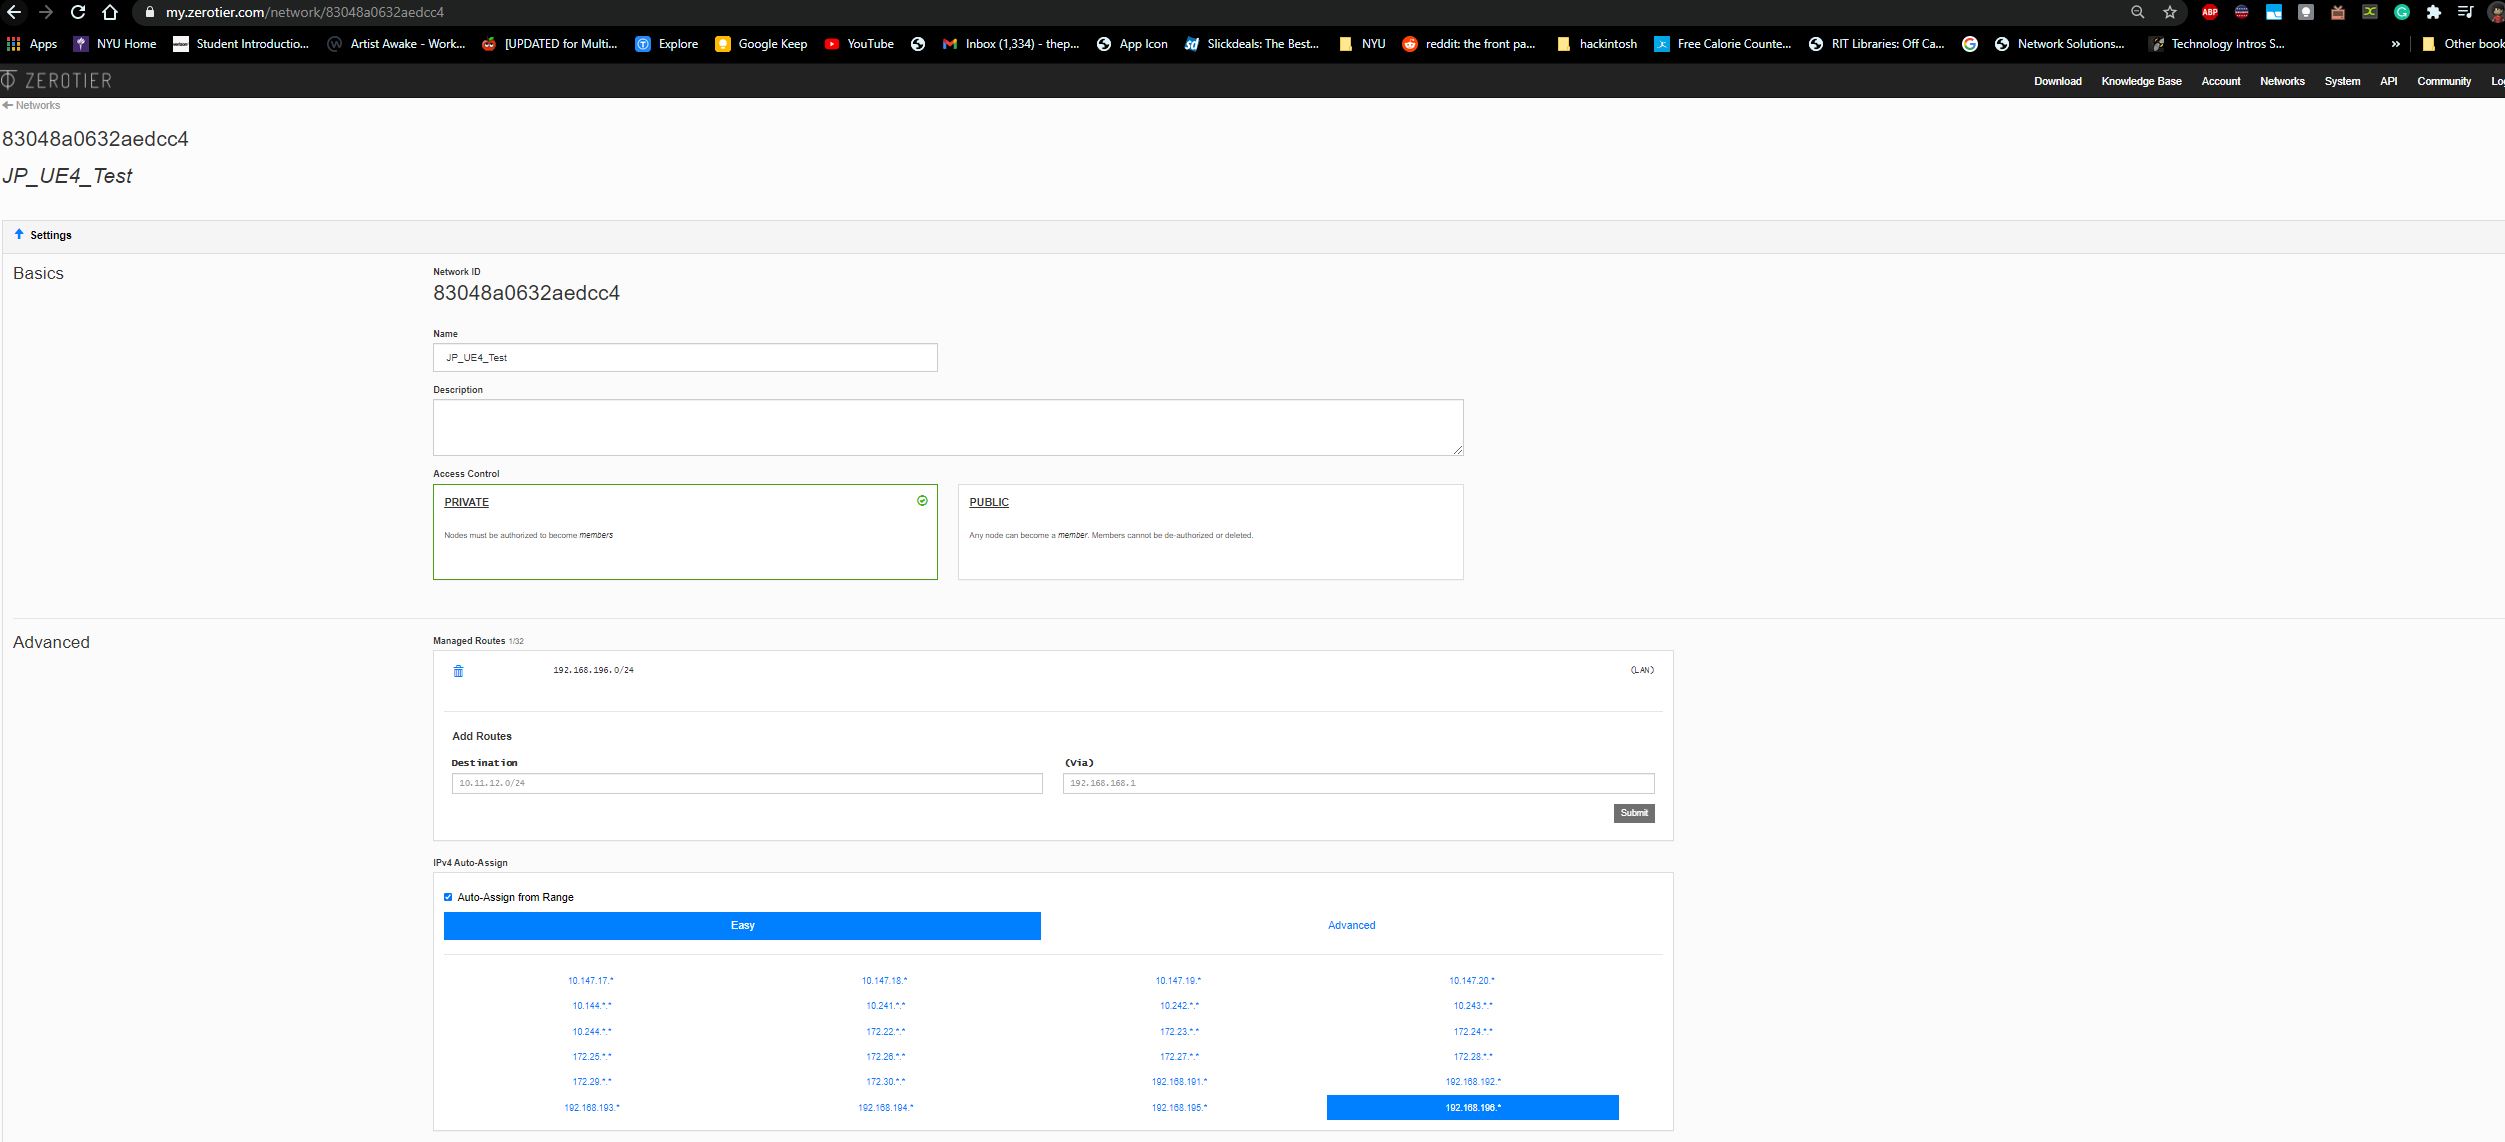 my.zerotier.com/network/83048a0632aedcc4
Apps NYU Home Student Introductio... Artist Awake - Work... [UPDATED for Multi... Explore Google Keep YouTube Inbox (1,334) - thep... App Icon Slickdeals: The Best... NYU reddit: the front pa... hackintosh Free Calorie Counte... RIT Libraries: Off Ca... Network Solutions... Technology Intros S... » Other book
ZEROTIER Download Knowledge Base Account Networks System API Community Lo
Networks
83048a0632aedcc4
JP_UE4_Test
Settings
Basics
Network ID
83048a0632aedcc4
Name
JP_UE4_Test
Description
Access Control
PRIVATE
Nodes must be authorized to become members
PUBLIC
Any node can become a member. Members cannot be de-authorized or deleted.
Advanced
Managed Routes 1/32
192.168.196.0/24 (LAN)
Add Routes
Destination (Via)
10.11.12.0/24 192.168.168.1
Submit
IPv4 Auto-Assign
Auto-Assign from Range
Easy Advanced
10.147.17.* 10.147.18.* 10.147.19.* 10.147.20.*
10.144.*.* 10.241.*.* 10.242.*.* 10.243.*.*
10.244.*.* 172.22.*.* 172.23.*.* 172.24.*.*
172.25.*.* 172.26.*.* 172.27.*.* 172.28.*.*
172.29.*.* 172.30.*.* 192.168.191.* 192.168.192.*
192.168.193.* 192.168.194.* 192.168.195.* 192.168.196.*